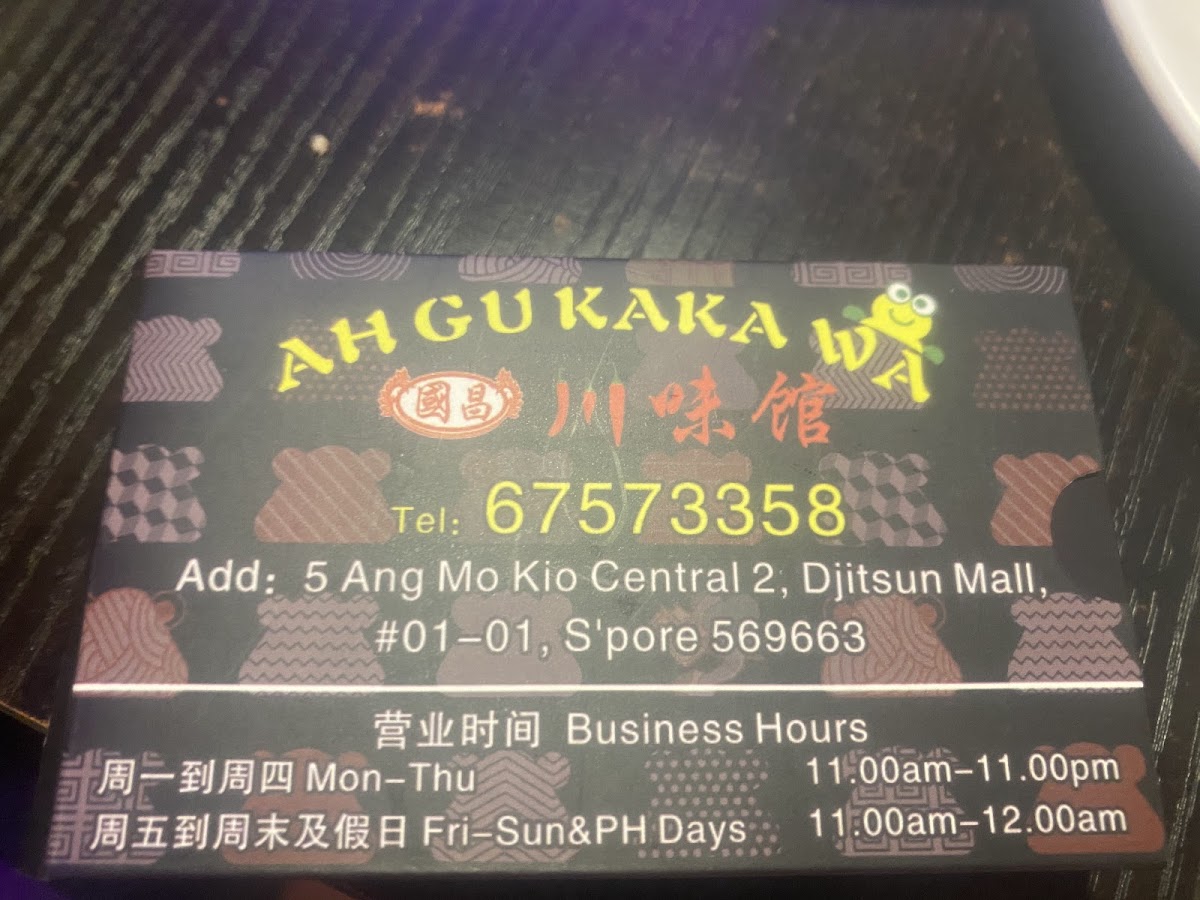 AH GU KAKA WA
國昌 川味馆
Tel: 67573358
Add: 5 Ang Mo Kio Central 2, Djitsun Mall,
#01-01, S'pore 569663
营业时间 Business Hours
周一到周四 Mon-Thu 11.00am-11.00pm
周五到周末及假日 Fri-Sun&PH Days 11.00am-12.00am